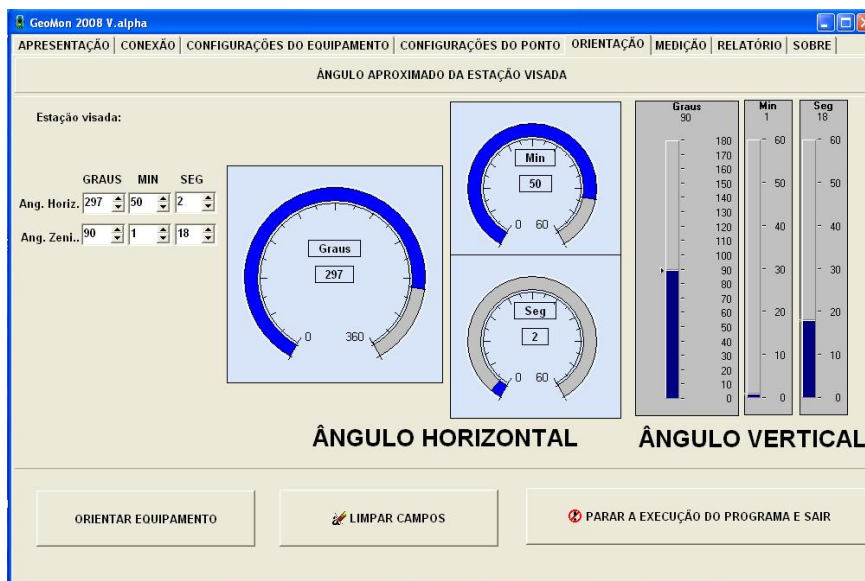 GeoMon 2008 V.alpha
APRESENTAÇÃO CONEXÃO CONFIGURAÇÕES DO EQUIPAMENTO CONFIGURAÇÕES DO PONTO ORIENTAÇÃO MEDIÇÃO RELATÓRIO SOBRE
ÂNGULO APROXIMADO DA ESTAÇÃO VISADA
Estação visada:
GRAUS MIN SEG
Ang. Horiz. 297 50 2
Ang. Zeni.. 90 1 18
Graus
297
0 360
Min
50
0 60
Seg
2
0 60
ÂNGULO HORIZONTAL
Graus
90
180
170
160
150
140
130
120
110
100
90
80
70
60
50
40
30
20
10
0
Min
1
60
50
40
30
20
10
0
Seg
18
60
50
40
30
20
10
0
ÂNGULO VERTICAL
ORIENTAR EQUIPAMENTO
LIMPAR CAMPOS
PARAR A EXECUÇÃO DO PROGRAMA E SAIR